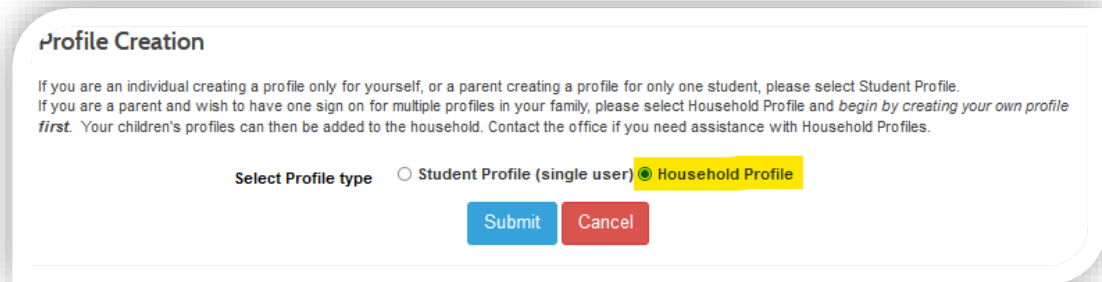 Profile Creation
If you are an individual creating a profile only for yourself, or a parent creating a profile for only one student, please select Student Profile.
If you are a parent and wish to have one sign on for multiple profiles in your family, please select Household Profile and begin by creating your own profile
first. Your children's profiles can then be added to the household. Contact the office if you need assistance with Household Profiles.
Select Profile type Student Profile (single user) Household Profile
Submit Cancel